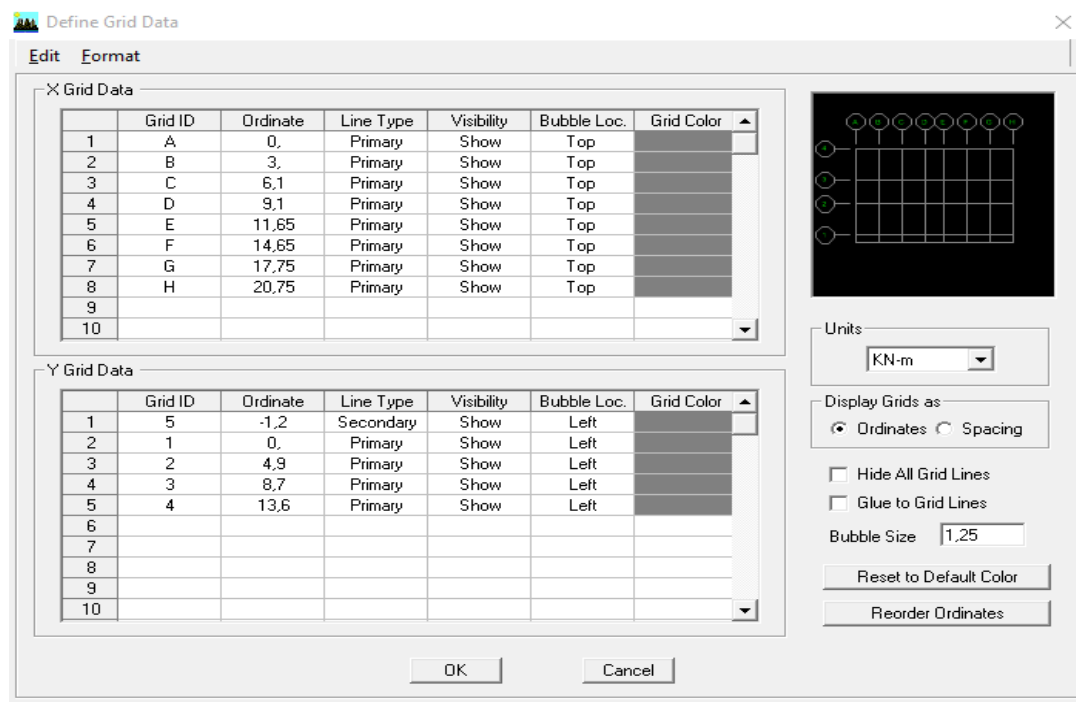 Define Grid Data
Edit Format
X Grid Data
Grid ID Ordinate Line Type Visibility Bubble Loc. Grid Color
1 A 0, Primary Show Top
2 B 3, Primary Show Top
3 C 6,1 Primary Show Top
4 D 9,1 Primary Show Top
5 E 11,65 Primary Show Top
6 F 14,65 Primary Show Top
7 G 17,75 Primary Show Top
8 H 20,75 Primary Show Top
9
10
Y Grid Data
Grid ID Ordinate Line Type Visibility Bubble Loc. Grid Color
1 5 -1,2 Secondary Show Left
2 1 0, Primary Show Left
3 2 4,9 Primary Show Left
4 3 8,7 Primary Show Left
5 4 13,6 Primary Show Left
6
7
8
9
10
A B C D E F G H
4
3
2
1
Units
KN-m
Display Grids as
Ordinates Spacing
Hide All Grid Lines
Glue to Grid Lines
Bubble Size 1,25
Reset to Default Color
Reorder Ordinates
OK Cancel